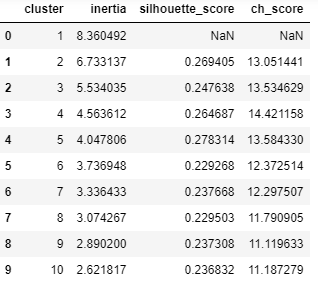 cluster inertia silhouette_score ch_score
0 1 8.360492 NaN NaN
1 2 6.733137 0.269405 13.051441
2 3 5.534035 0.247638 13.534629
3 4 4.563612 0.264687 14.421158
4 5 4.047806 0.278314 13.584330
5 6 3.736948 0.229268 12.372514
6 7 3.336433 0.237668 12.297507
7 8 3.074267 0.229503 11.790905
8 9 2.890200 0.237308 11.119633
9 10 2.621817 0.236832 11.187279